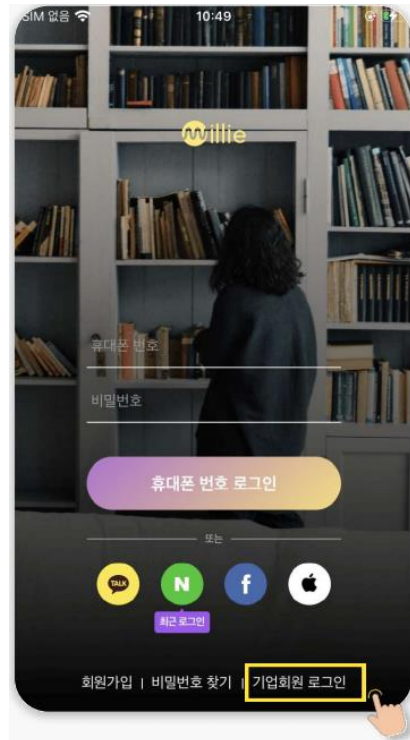 SIM 없음 10:49
Millie
휴대폰 번호
비밀번호
휴대폰 번호 로그인
또는
TALK N f
최근 로그인
회원가입 | 비밀번호 찾기 | 기업회원 로그인